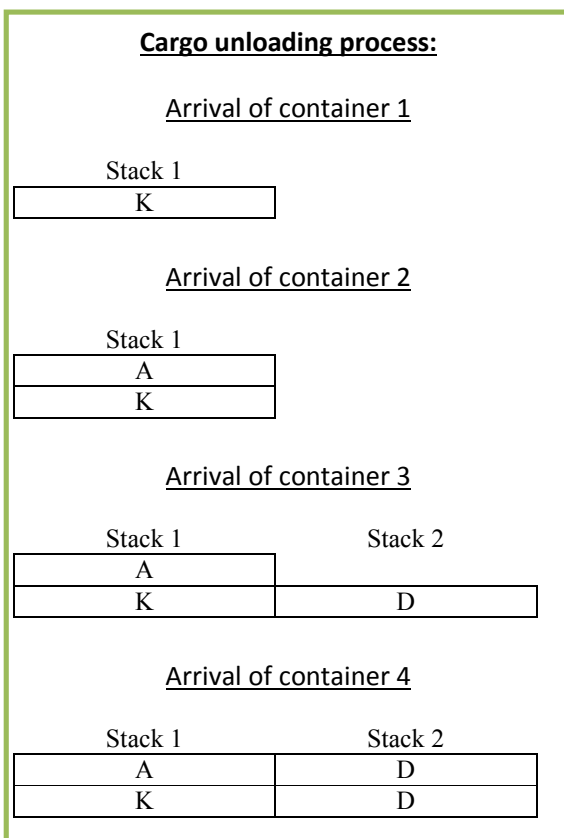 Cargo unloading process:
Arrival of container 1
Stack 1
K
Arrival of container 2
Stack 1
A
K
Arrival of container 3
Stack 1 Stack 2
A
K D
Arrival of container 4
Stack 1 Stack 2
A D
K D